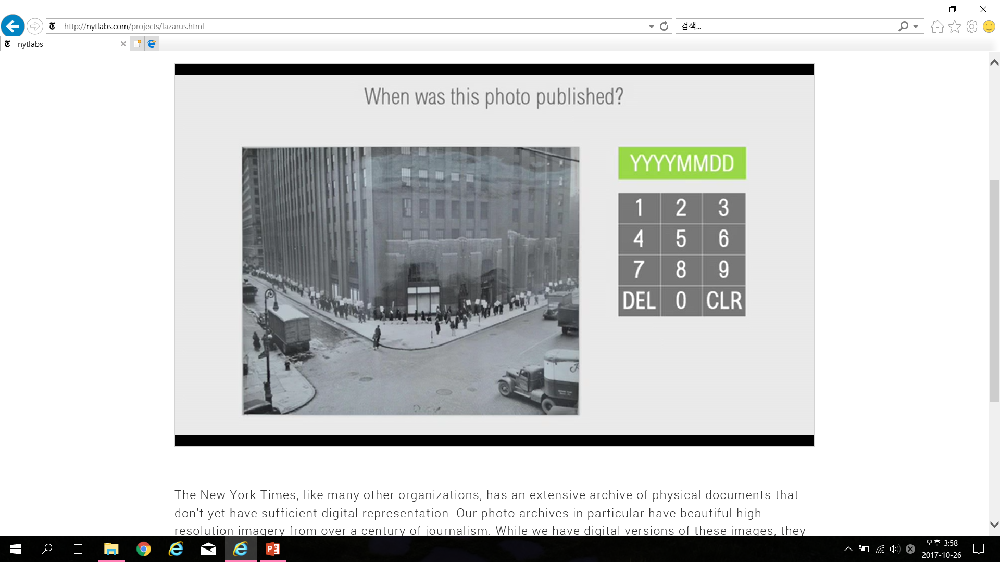 http://nytlabs.com/projects/lazarus.html
검색...
nytlabs
When was this photo published?
YYYYMMDD
1 2 3
4 5 6
7 8 9
DEL 0 CLR
The New York Times, like many other organizations, has an extensive archive of physical documents that
don't yet have sufficient digital representation. Our photo archives in particular have beautiful high-
resolution imagery from over a century of journalism. While we have digital versions of these images, they
오후 3:58
2017-10-26